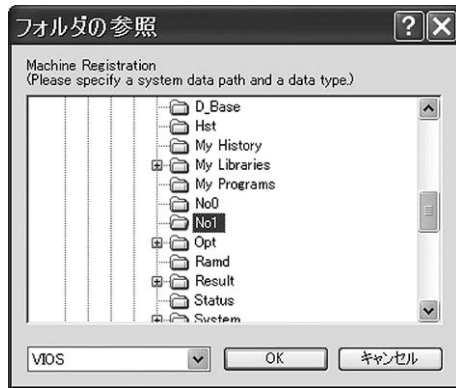 フォルダの参照
Machine Registration
(Please specify a system data path and a data type.)
D_Base
Hst
My History
My Libraries
My Programs
No0
No1
Opt
Ramd
Result
Status
System
VIOS
OK
キャンセル